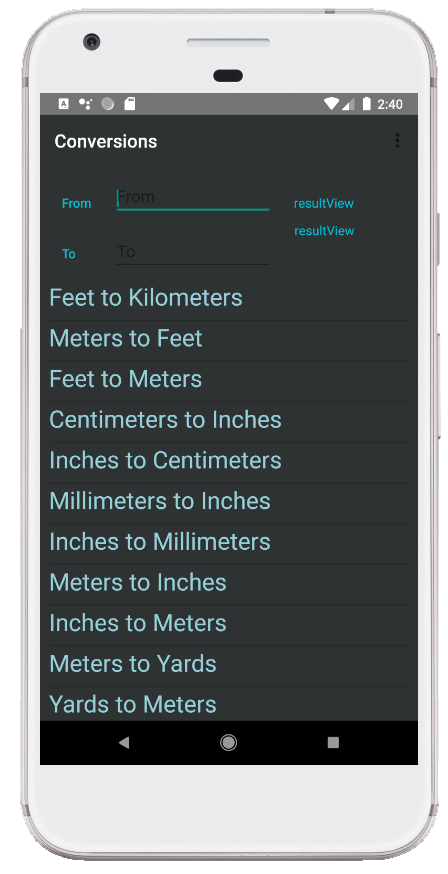 A 2:40
Conversions
From From resultView
resultView
To To
Feet to Kilometers
Meters to Feet
Feet to Meters
Centimeters to Inches
Inches to Centimeters
Millimeters to Inches
Inches to Millimeters
Meters to Inches
Inches to Meters
Meters to Yards
Yards to Meters